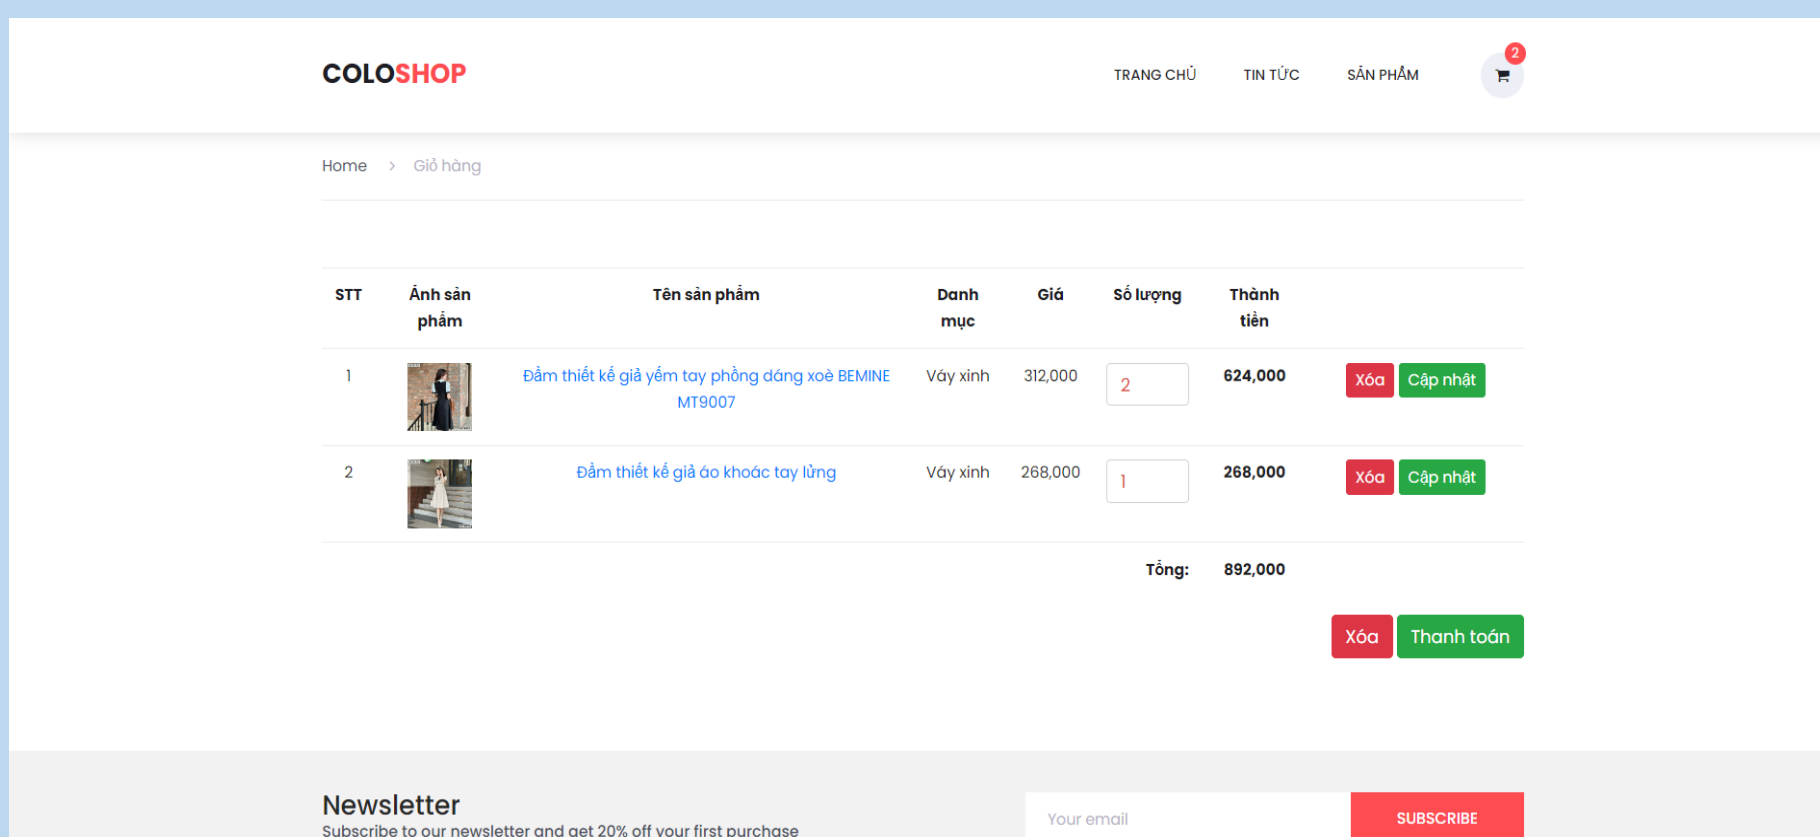 COLOSHOP
TRANG CHỦ TIN TỨC SẢN PHẨM 2
Home > Giỏ hàng
STT Ảnh sản phẩm Tên sản phẩm Danh mục Giá Số lượng Thành tiền
1 Đầm thiết kế giả yếm tay phồng dáng xoè BEMINE Váy xinh 312,000 2 624,000 Xóa Cập nhật
MT9007
2 Đầm thiết kế giả áo khoác tay lửng Váy xinh 268,000 1 268,000 Xóa Cập nhật
Tổng: 892,000
Xóa Thanh toán
Newsletter
Subscribe to our newsletter and get 20% off your first purchase
Your email SUBSCRIBE